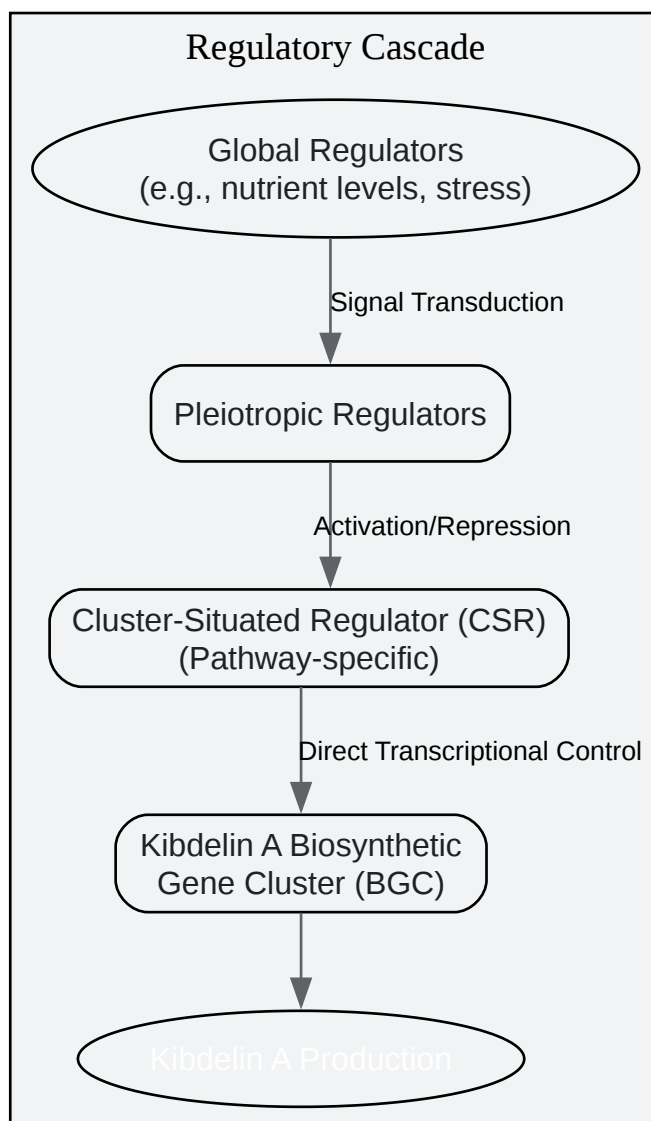 Regulatory Cascade
Global Regulators
(e.g., nutrient levels, stress)
Signal Transduction
Pleiotropic Regulators
Activation/Repression
Cluster-Situated Regulator (CSR)
(Pathway-specific)
Direct Transcriptional Control
Kibdelin A Biosynthetic
Gene Cluster (BGC)
Kibdelin A Production